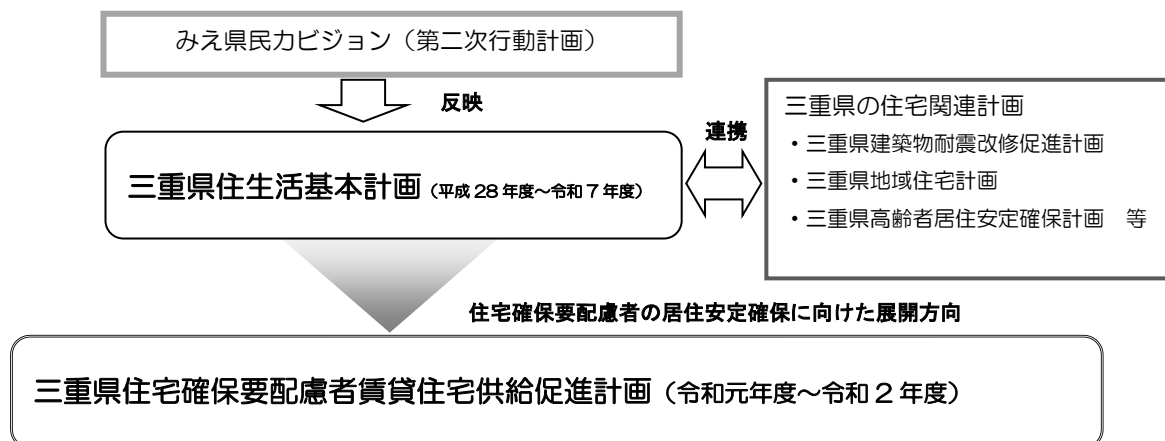 みえ県民力ビジョン（第二次行動計画）
反映
三重県住生活基本計画（平成 28 年度～令和 7 年度）
連携
三重県の住宅関連計画
・三重県建築物耐震改修促進計画
・三重県地域住宅計画
・三重県高齢者居住安定確保計画　等
住宅確保要配慮者の居住安定確保に向けた展開方向
三重県住宅確保要配慮者賃貸住宅供給促進計画（令和元年度～令和 2 年度）